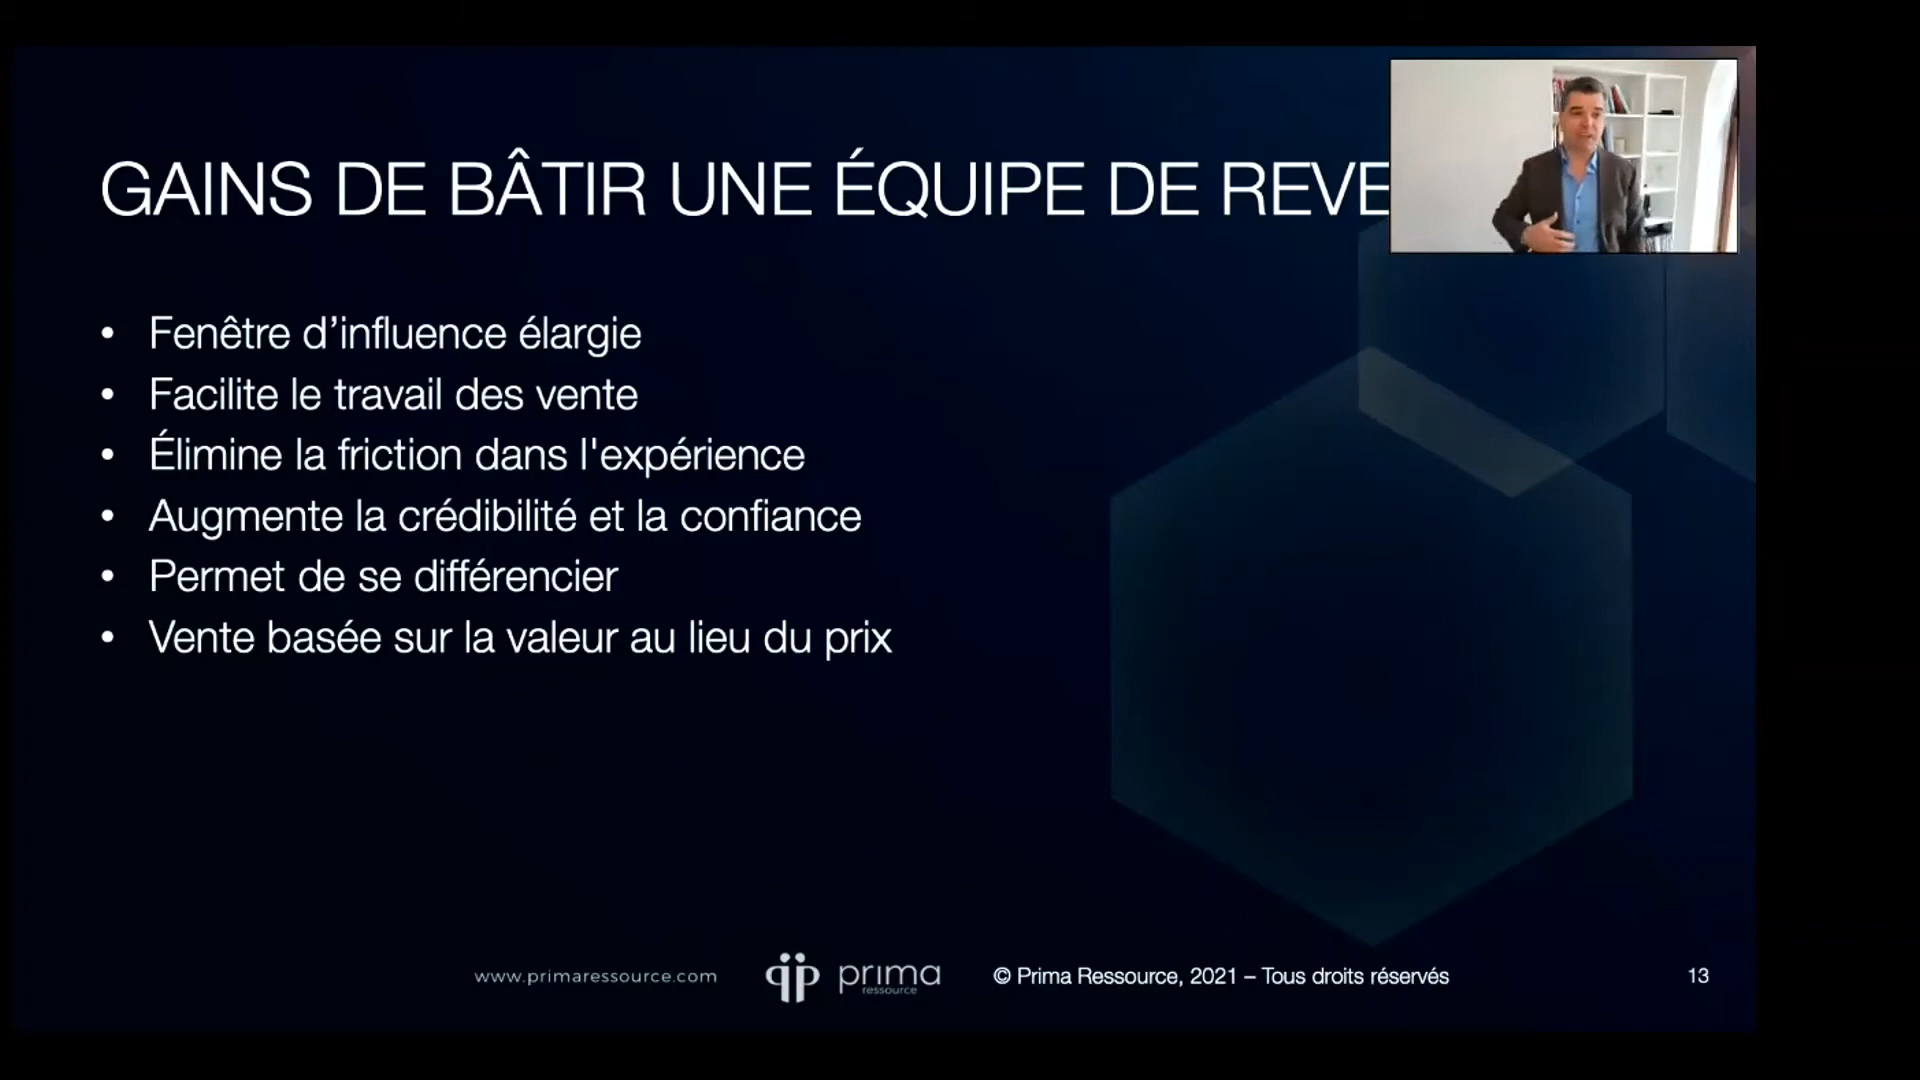 GAINS DE BÂTIR UNE ÉQUIPE DE REVE
• Fenêtre d’influence élargie
• Facilite le travail des vente
• Élimine la friction dans l'expérience
• Augmente la crédibilité et la confiance
• Permet de se différencier
• Vente basée sur la valeur au lieu du prix
www.primaressource.com
prima
ressource
© Prima Ressource, 2021 – Tous droits réservés
13